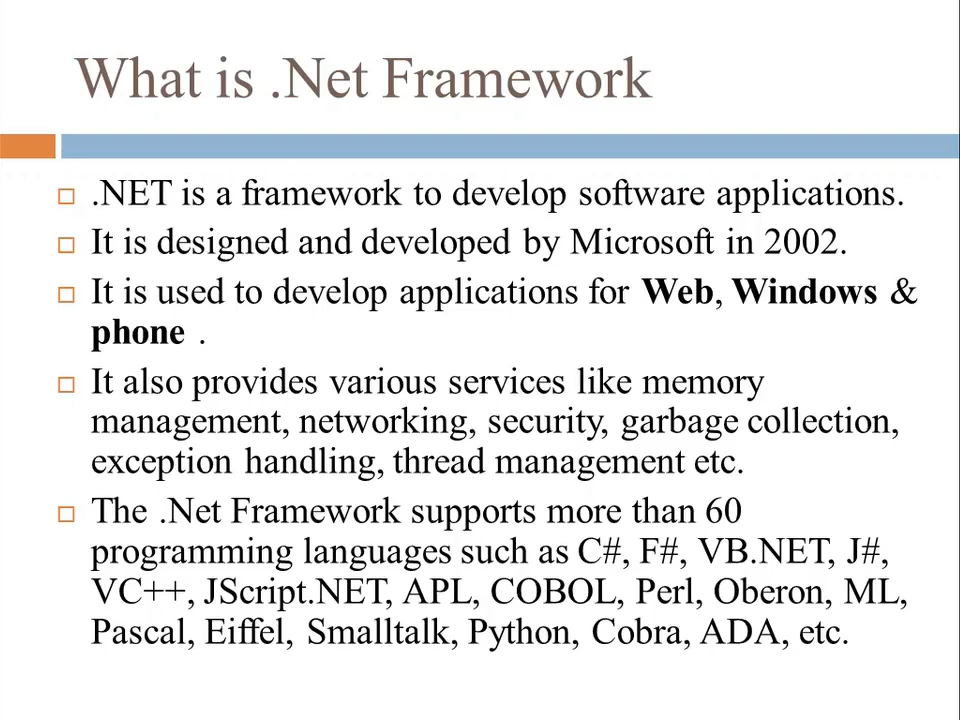 What is .Net Framework
.NET is a framework to develop software applications.
It is designed and developed by Microsoft in 2002.
It is used to develop applications for Web, Windows &
phone .
It also provides various services like memory
management, networking, security, garbage collection,
exception handling, thread management etc.
The .Net Framework supports more than 60
programming languages such as C#, F#, VB.NET, J#,
VC++, JScript.NET, APL, COBOL, Perl, Oberon, ML,
Pascal, Eiffel, Smalltalk, Python, Cobra, ADA, etc.